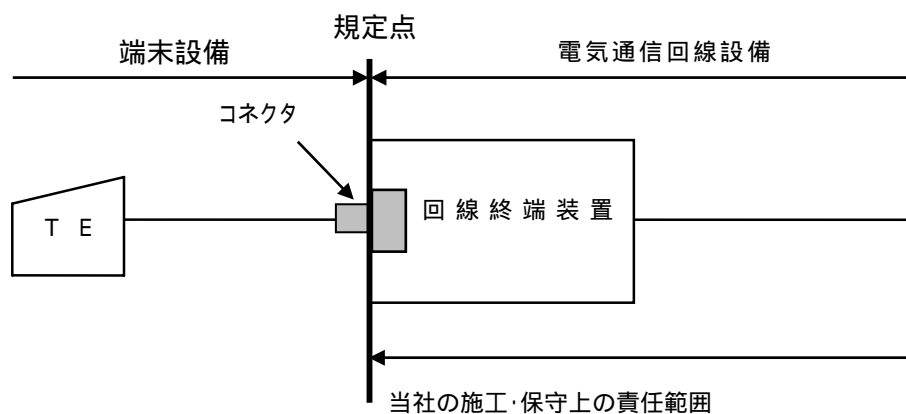 規定点
端末設備
電気通信回線設備
コネクタ
TE
回線終端装置
当社の施工・保守上の責任範囲